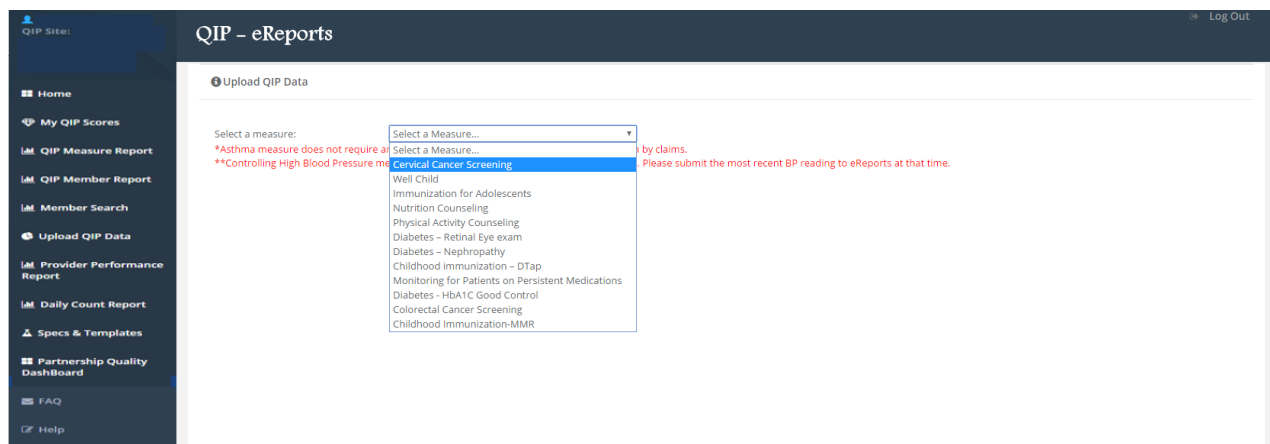 QIP Site:
QIP – eReports
Log Out
Home
My QIP Scores
QIP Measure Report
QIP Member Report
Member Search
Upload QIP Data
Provider Performance
Report
Daily Count Report
Specs & Templates
Partnership Quality
DashBoard
FAQ
Help
Upload QIP Data
Select a measure:
Select a Measure...
*Asthma measure does not require
by claims.
**Controlling High Blood Pressure
. Please submit the most recent BP reading to eReports at that time.
Select a Measure...
Cervical Cancer Screening
Well Child
Immunization for Adolescents
Nutrition Counseling
Physical Activity Counseling
Diabetes – Retinal Eye exam
Diabetes – Nephropathy
Childhood immunization – DTap
Monitoring for Patients on Persistent Medications
Diabetes - HbA1C Good Control
Colorectal Cancer Screening
Childhood Immunization-MMR